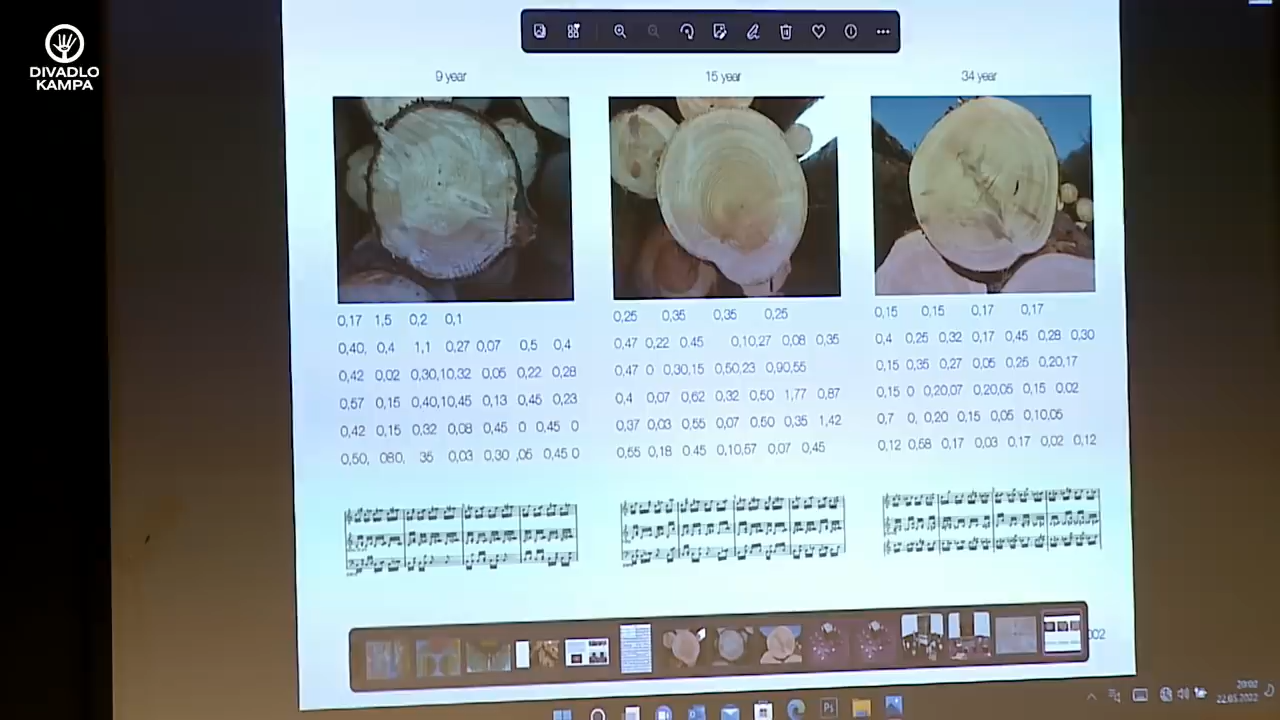 DIVADLO
KAMPA
9 year
15 year
34 year
0,17 1,5 0,2 0,1
0,40, 0,4 1,1 0,27 0,07 0,5 0,4
0,42 0,02 0,30,10,32 0,05 0,22 0,28
0,57 0,15 0,40,10,45 0,13 0,45 0,23
0,42 0,15 0,32 0,08 0,45 0 0,45 0
0,50, 080, 35 0,03 0,30 ,05 0,45 0
0,25 0,35 0,35 0,25
0,47 0,22 0.45 0,10,27 0,08 0,35
0,47 0 0,30,15 0,50,23 0,90,55
0,4 0,07 0,62 0,32 0,50 1,77 0,87
0,37 0,03 0,55 0,07 0,50 0,35 1,42
0,55 0,18 0.45 0,10,57 0,07 0,45
0,15 0,15 0,17 0,17
0,4 0,25 0,32 0,17 0,45 0,28 0,30
0,15 0,35 0,27 0,05 0,25 0,20,17
0,15 0 0,20,07 0,20,05 0,15 0,02
0,7 0, 0,20 0,15 0,05 0,10,05
0,12 0,58 0,17 0,03 0,17 0,02 0,12
002
Ps
20:02
22.05.2022